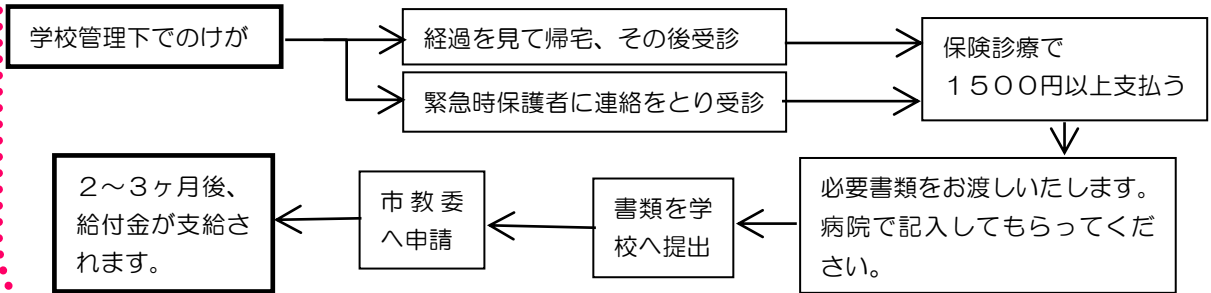 学校管理下でのけが
経過を見て帰宅、その後受診
緊急時保護者に連絡をとり受診
保険診療で
１５００円以上支払う
必要書類をお渡しいたします。
病院で記入してもらってくだ
さい。
書類を学
校へ提出
市教委
へ申請
２～３ヶ月後、
給付金が支給さ
れます。